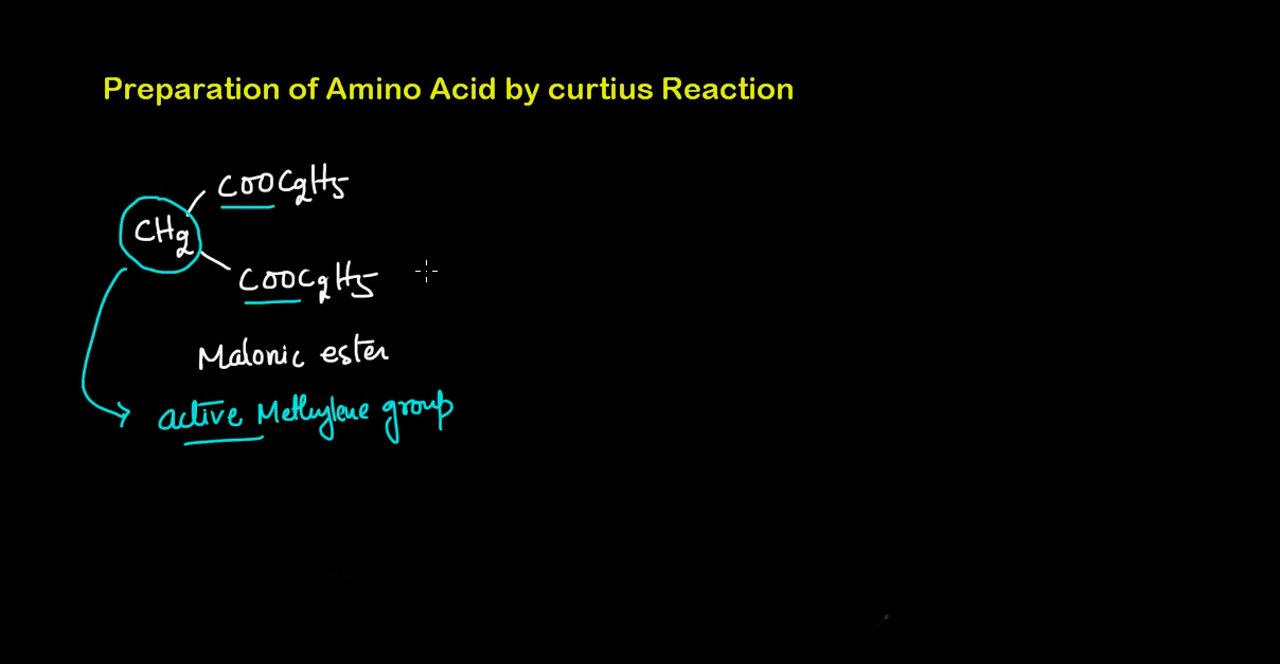 Preparation of Amino Acid by curtius Reaction
COOC2H5
CH2
COOC2H5
Malonic ester
active Methylene group